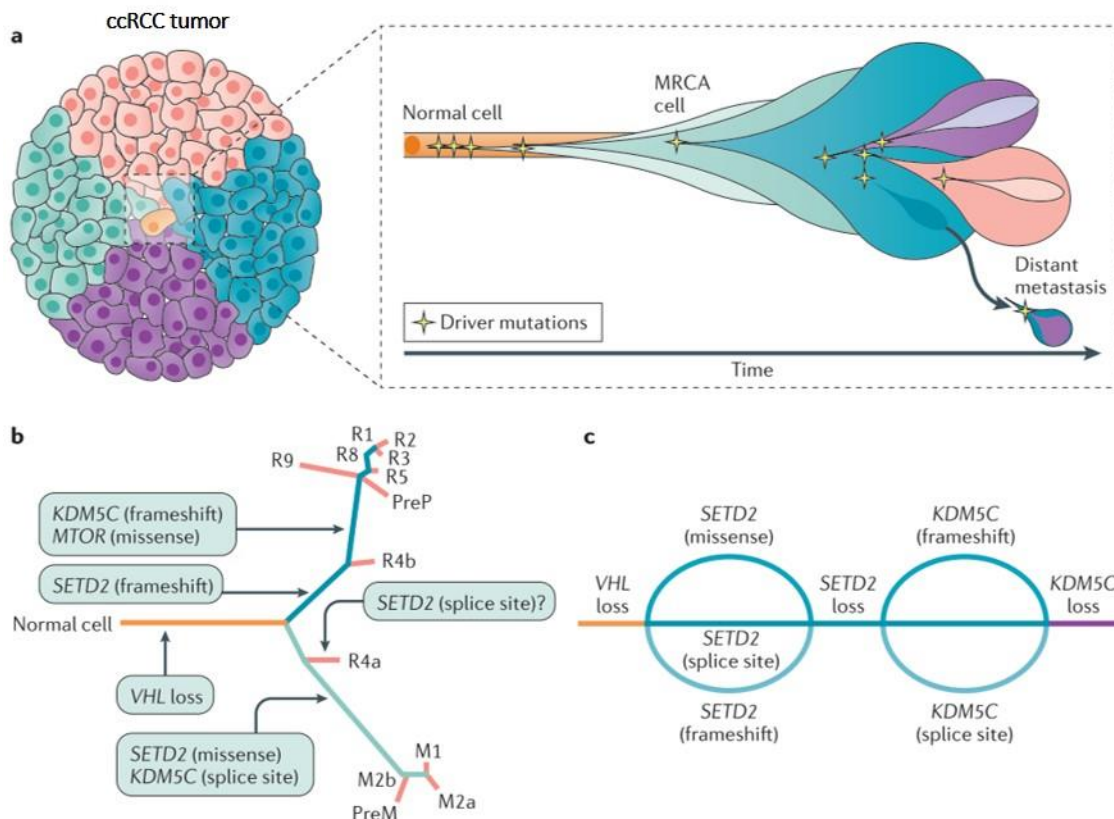 ccRCC tumor
a
Normal cell
MRCA
cell
Distant
metastasis
Driver mutations
Time
b
R1
R2
R8
R3
R9
R5
PreP
KDM5C (frameshift)
MTOR (missense)
R4b
SETD2 (frameshift)
SETD2 (splice site)?
Normal cell
R4a
VHL loss
SETD2 (missense)
KDM5C (splice site)
M1
M2b
M2a
PreM
c
SETD2
(missense)
KDM5C
(frameshift)
VHL
loss
SETD2
loss
KDM5C
loss
SETD2
(splice site)
SETD2
(frameshift)
KDM5C
(splice site)